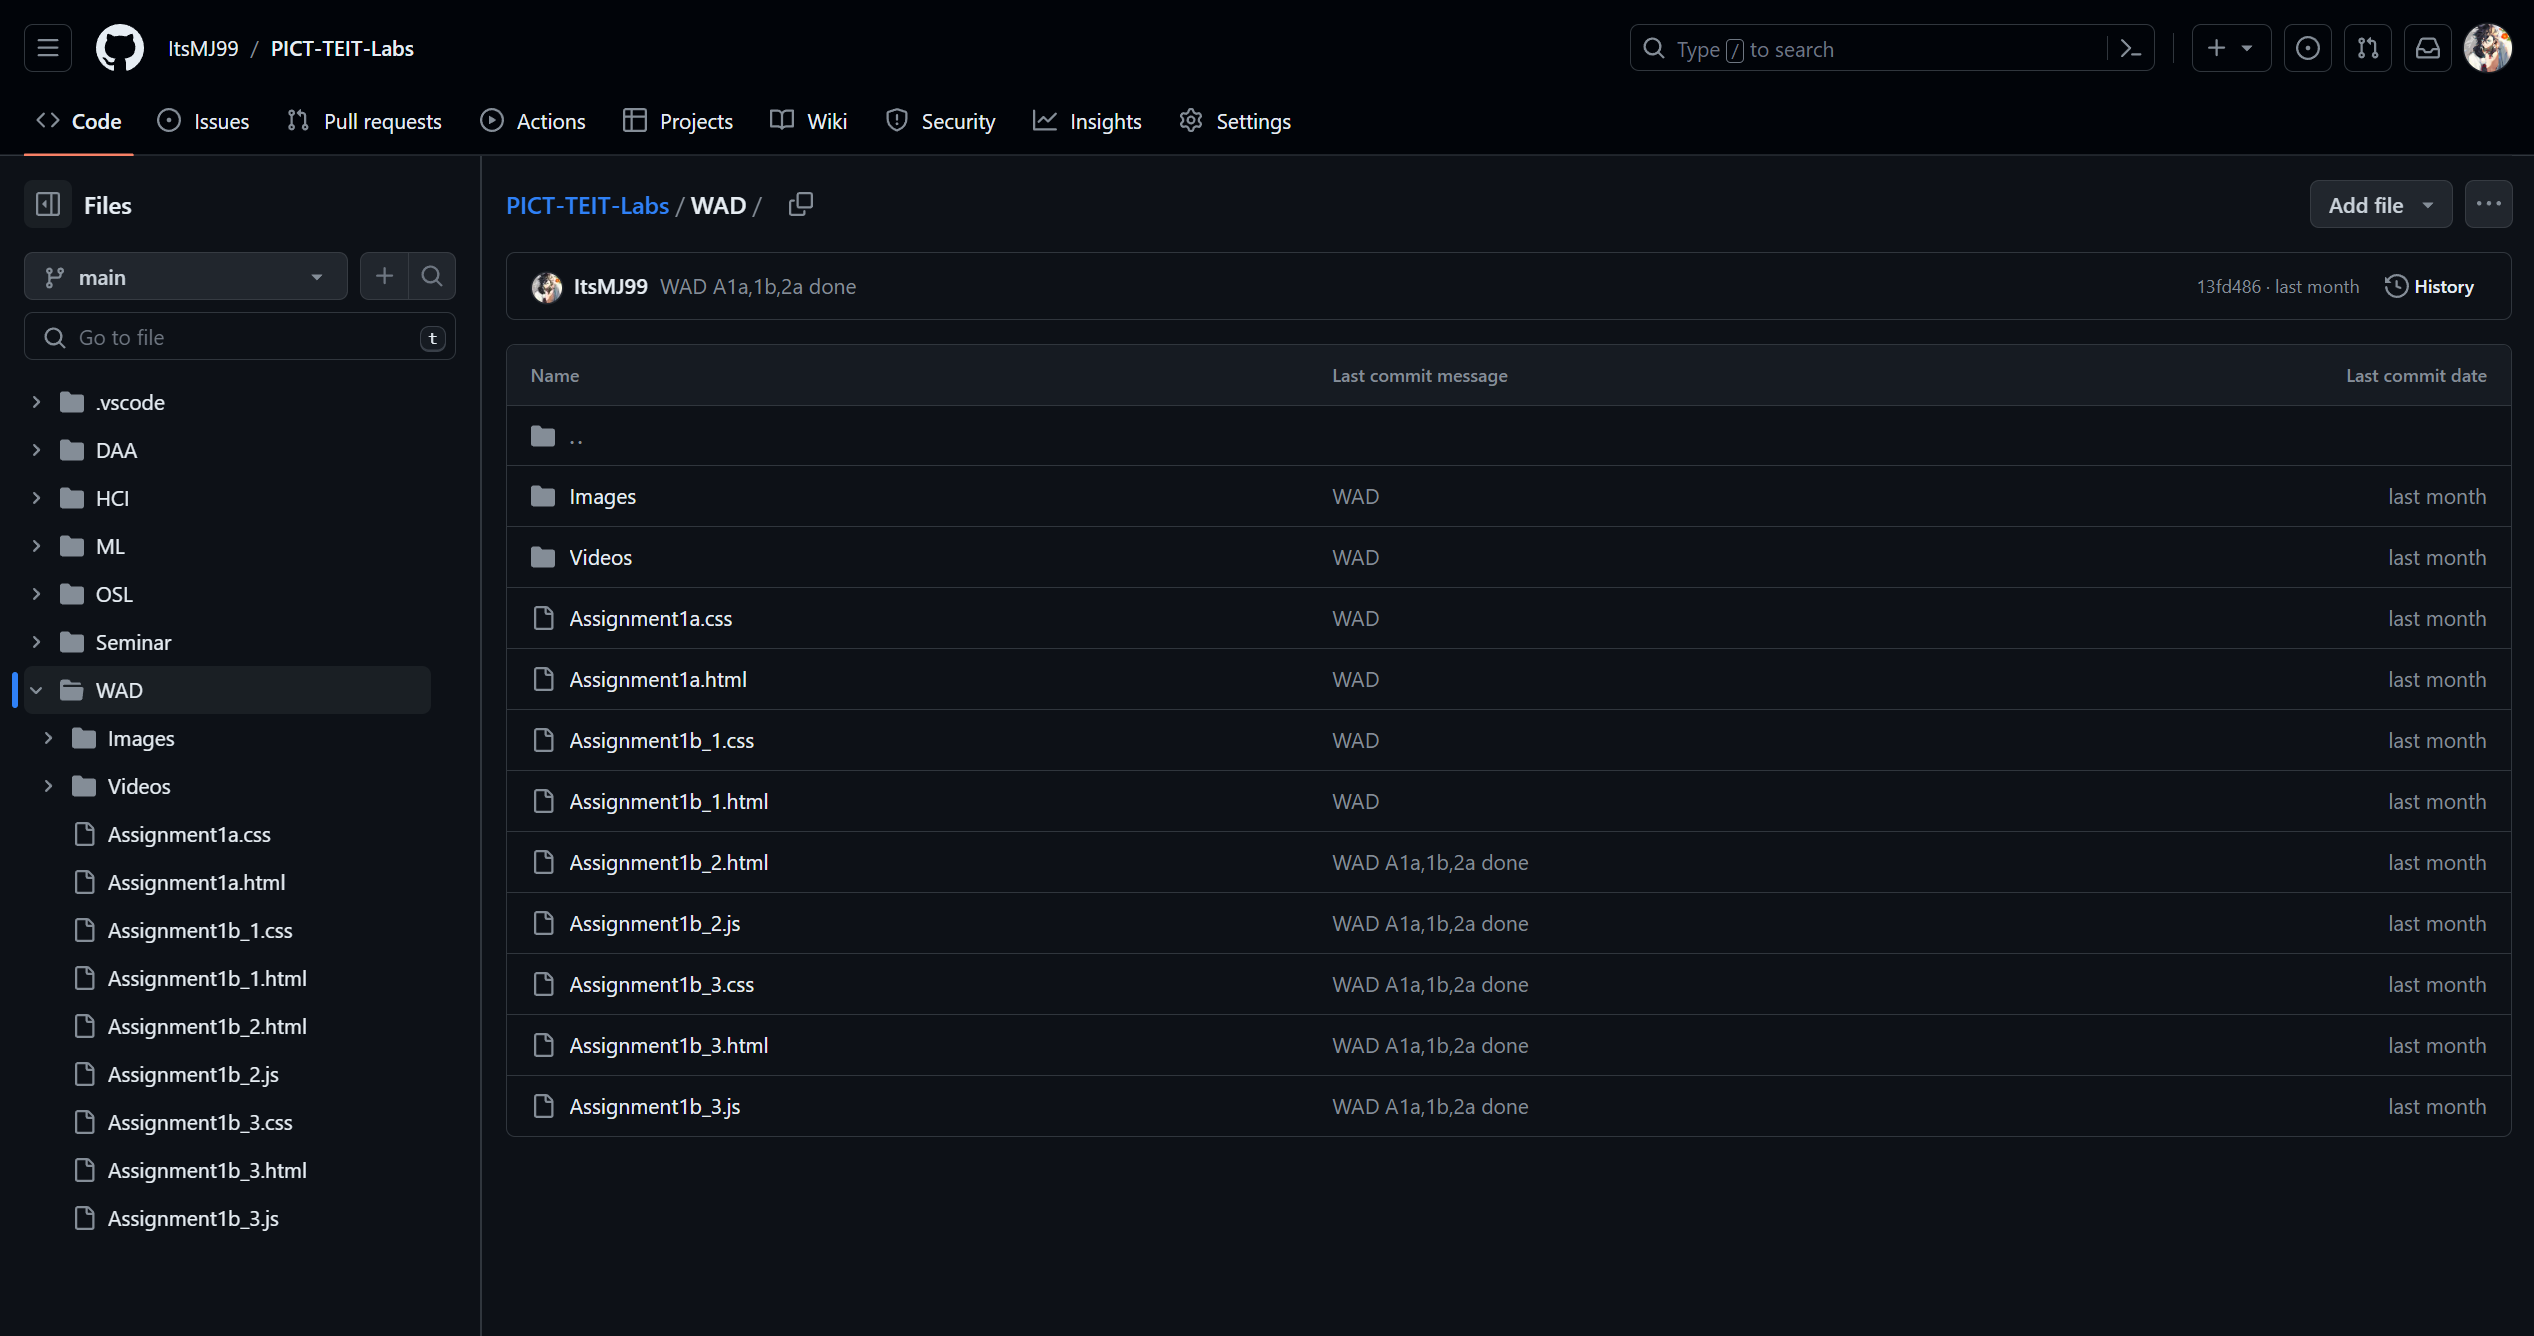 ItsMJ99 / PICT-TEIT-Labs
Type / to search
Code Issues Pull requests Actions Projects Wiki Security Insights Settings
Files
main
Go to file t
.vscode
DAA
HCI
ML
OSL
Seminar
WAD
Images
Videos
Assignment1a.css
Assignment1a.html
Assignment1b_1.css
Assignment1b_1.html
Assignment1b_2.html
Assignment1b_2.js
Assignment1b_3.css
Assignment1b_3.html
Assignment1b_3.js
PICT-TEIT-Labs / WAD /
Add file
ItsMJ99 WAD A1a,1b,2a done 13fd486 · last month History
Name Last commit message Last commit date
..
Images WAD last month
Videos WAD last month
Assignment1a.css WAD last month
Assignment1a.html WAD last month
Assignment1b_1.css WAD last month
Assignment1b_1.html WAD last month
Assignment1b_2.html WAD A1a,1b,2a done last month
Assignment1b_2.js WAD A1a,1b,2a done last month
Assignment1b_3.css WAD A1a,1b,2a done last month
Assignment1b_3.html WAD A1a,1b,2a done last month
Assignment1b_3.js WAD A1a,1b,2a done last month